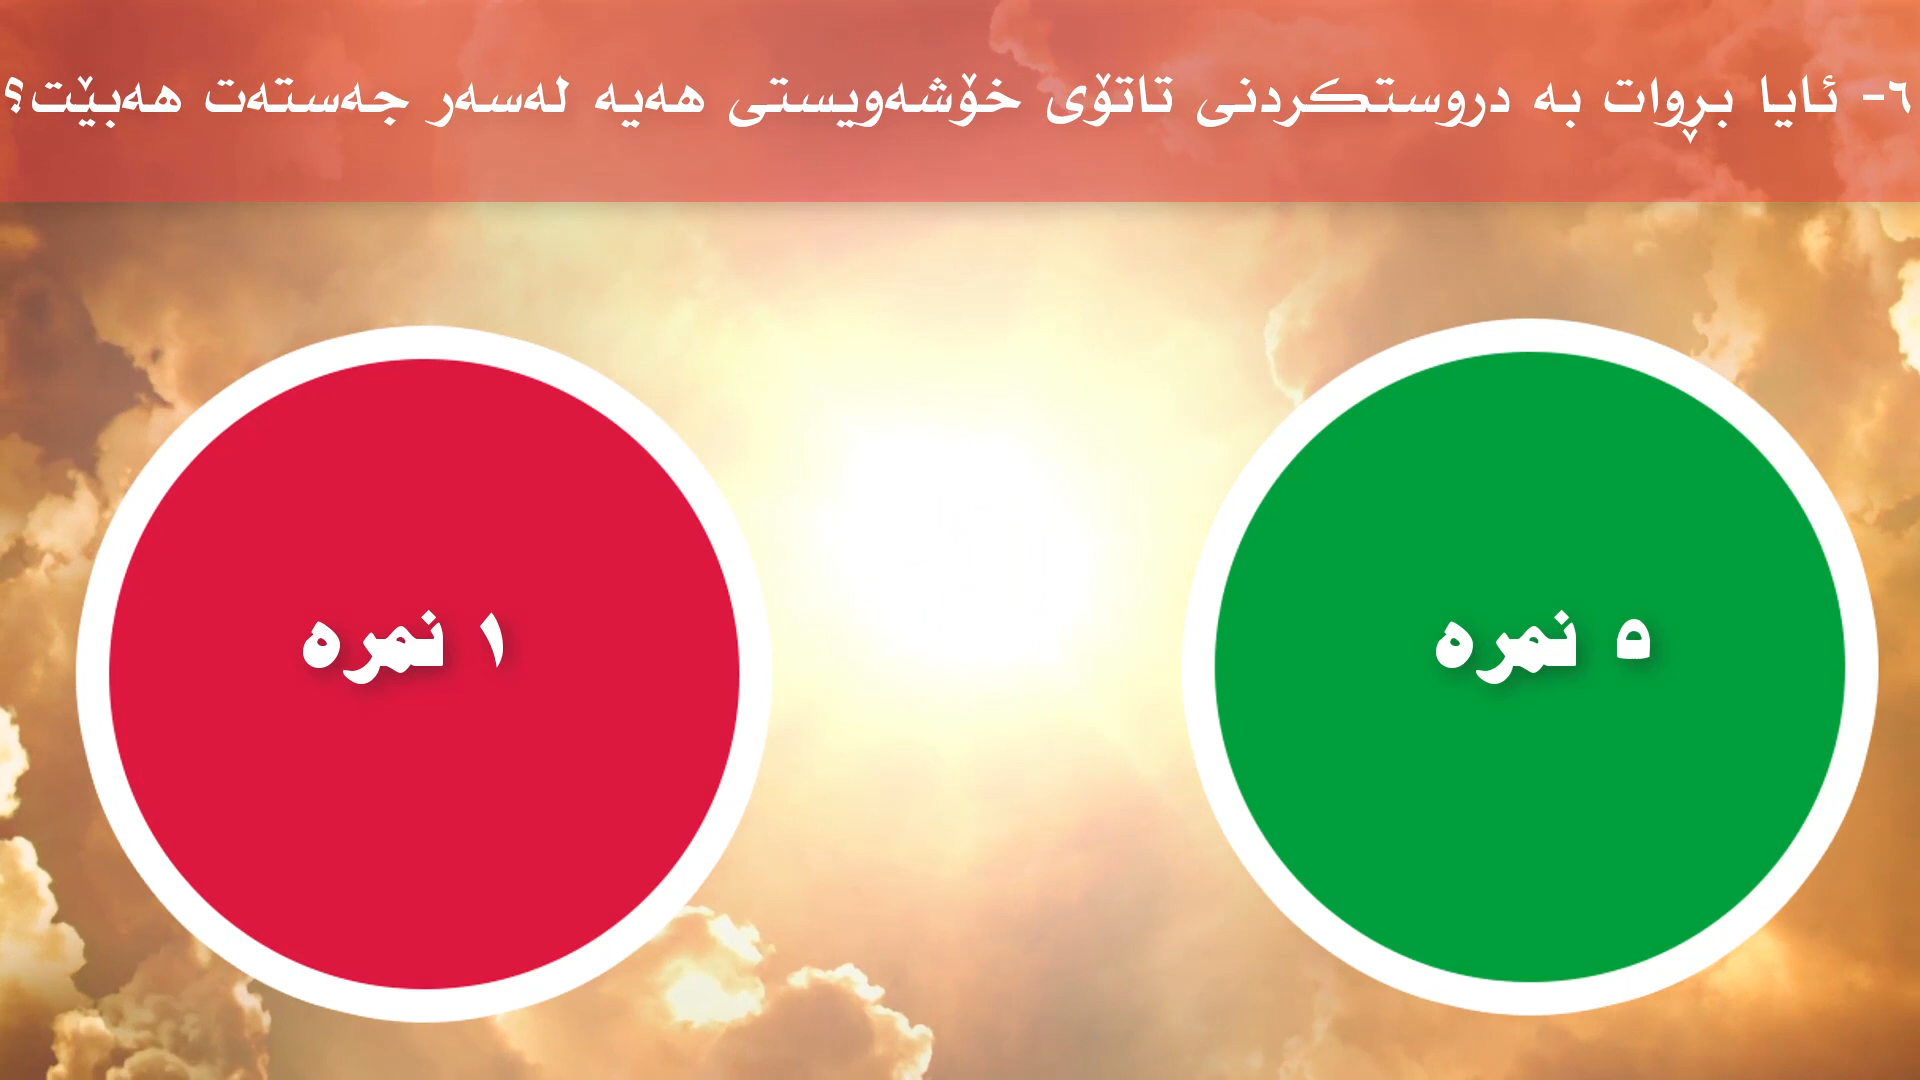 ٦- ئایا بڕوات بە دروستکردنی تاتۆی خۆشەویستی هەیە لەسەر جەستەت هەبێت؟
٥ نمرە
١ نمرە